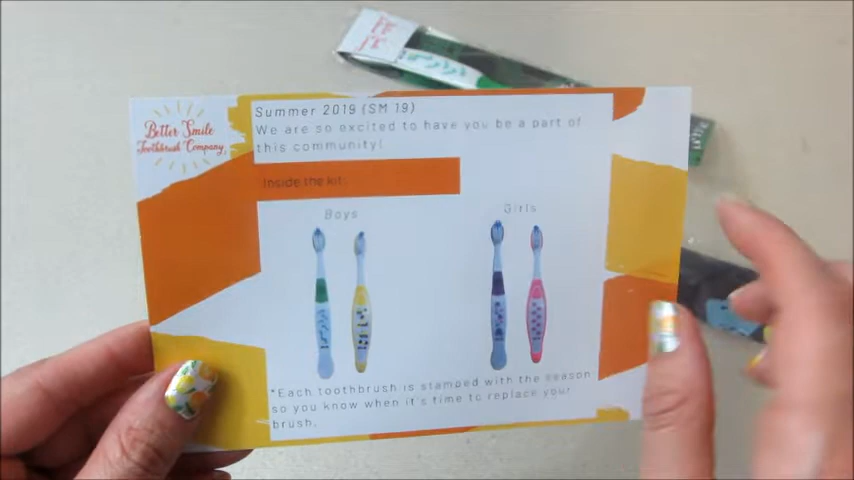 Better Smile
Toothbrush Company
Summer 2019 (SM 19)
We are so excited to have you be a part of
this community!
Inside the kit:
Boys
Girls
*Each toothbrush is stamped with the season
so you know when it's time to replace your
brush.